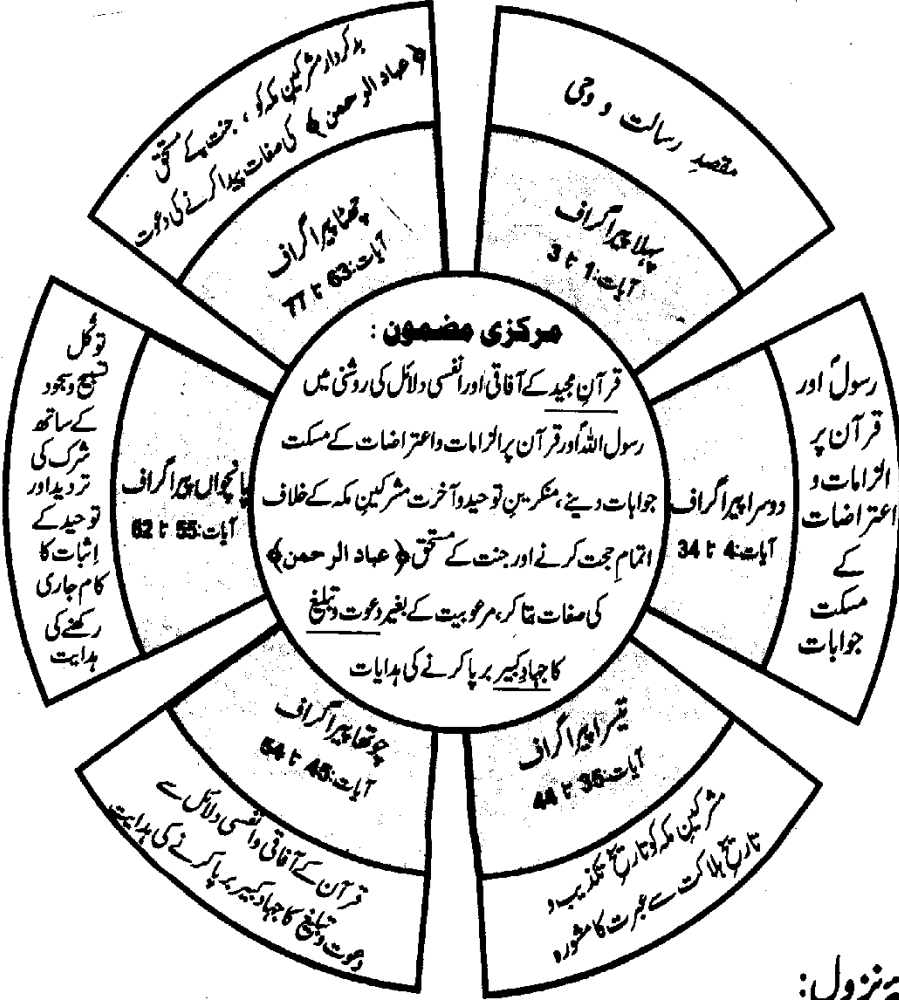 مقصدِ رسالت و وحی
پہلا پیراگراف
آیات:1 تا 3
رسولؐ اور
قرآن پر
الزامات و
اعتراضات
کے
مسکت
جوابات
دوسرا پیراگراف
آیات:4 تا 34
تیسرا پیراگراف
آیات:35 تا 44
مشرکینِ مکہ کو تاریخِ تکذیب و
تاریخِ ہلاکت سے عبرت کا مشورہ
چوتھا پیراگراف
آیات:45 تا 54
قرآن کے آفاقی و انفسی دلائل سے
دعوت و تبلیغ کا جہادِ کبیر برپا کرنے کی ہدایت
پانچواں پیراگراف
آیات:55 تا 62
توکل
تسبیح و سجود
کے ساتھ
شرک کی
تردید اور
توحید کے
اِثبات کا
کام جاری
رکھنے کی
ہدایت
بدکردار مشرکینِ مکہ کو ، جنت کے مستحق
﴿عباد الرحمن﴾ کی صفات پیدا کرنے کی دعوت
چھٹا پیراگراف
آیات:63 تا 77
مرکزی مضمون :
قرآنِ مجید کے آفاقی اور انفسی دلائل کی روشنی میں
رسول اللہؐ اور قرآن پر الزامات و اعتراضات کے مسکت
جوابات دینے، منکرینِ توحید و آخرت مشرکینِ مکہ کے خلاف
اتمامِ حجت کرنے اور جنت کے مستحق ﴿عباد الرحمن﴾
کی صفات بتا کر، مرعوبیت کے بغیر دعوت و تبلیغ
کا جہادِ کبیر برپا کرنے کی ہدایات
نزول: